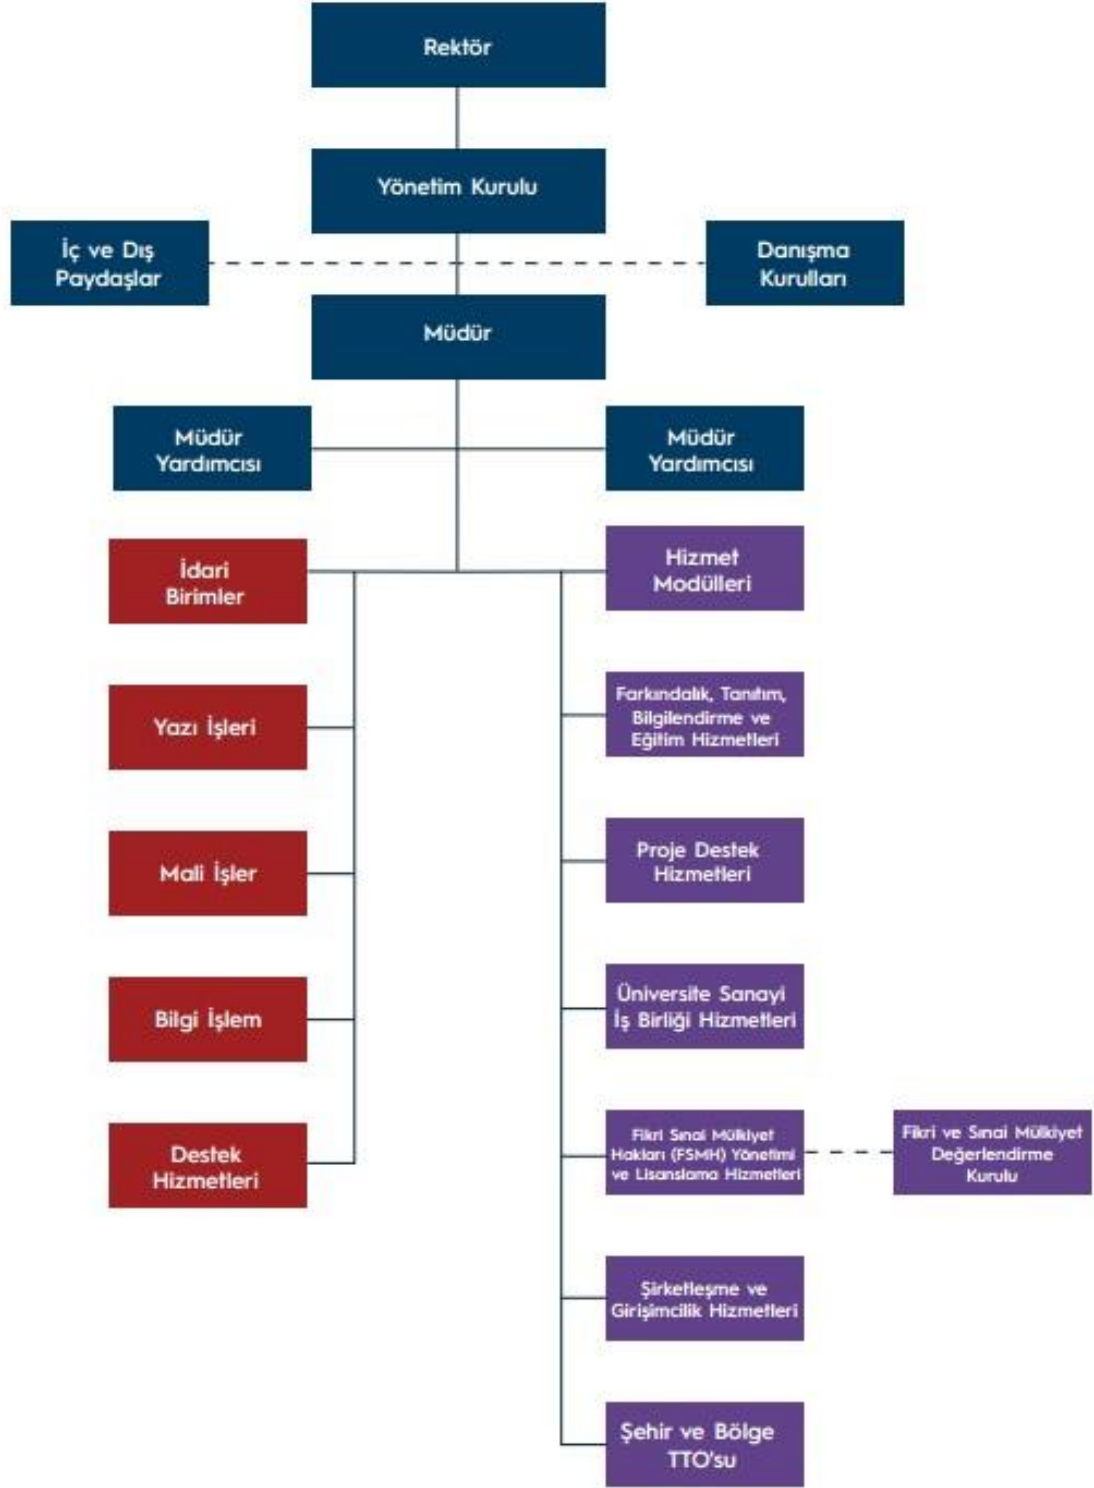 Rektör
Yönetim Kurulu
İç ve Dış
Paydaşlar
Danışma
Kurulları
Müdür
Müdür
Yardımcısı
Müdür
Yardımcısı
İdari
Birimler
Hizmet
Modülleri
Yazı İşleri
Farkındalık, Tanıtım,
Bilgilendirme ve
Eğitim Hizmetleri
Mali İşler
Proje Destek
Hizmetleri
Bilgi İşlem
Üniversite Sanayi
İş Birliği Hizmetleri
Destek
Hizmetleri
Fikri Sınai Mülkiyet
Hakları (FSMH) Yönetimi
ve Lisanslama Hizmetleri
Fikri ve Sınai Mülkiyet
Değerlendirme
Kurulu
Şirketleşme ve
Girişimcilik Hizmetleri
Şehir ve Bölge
TTO'su